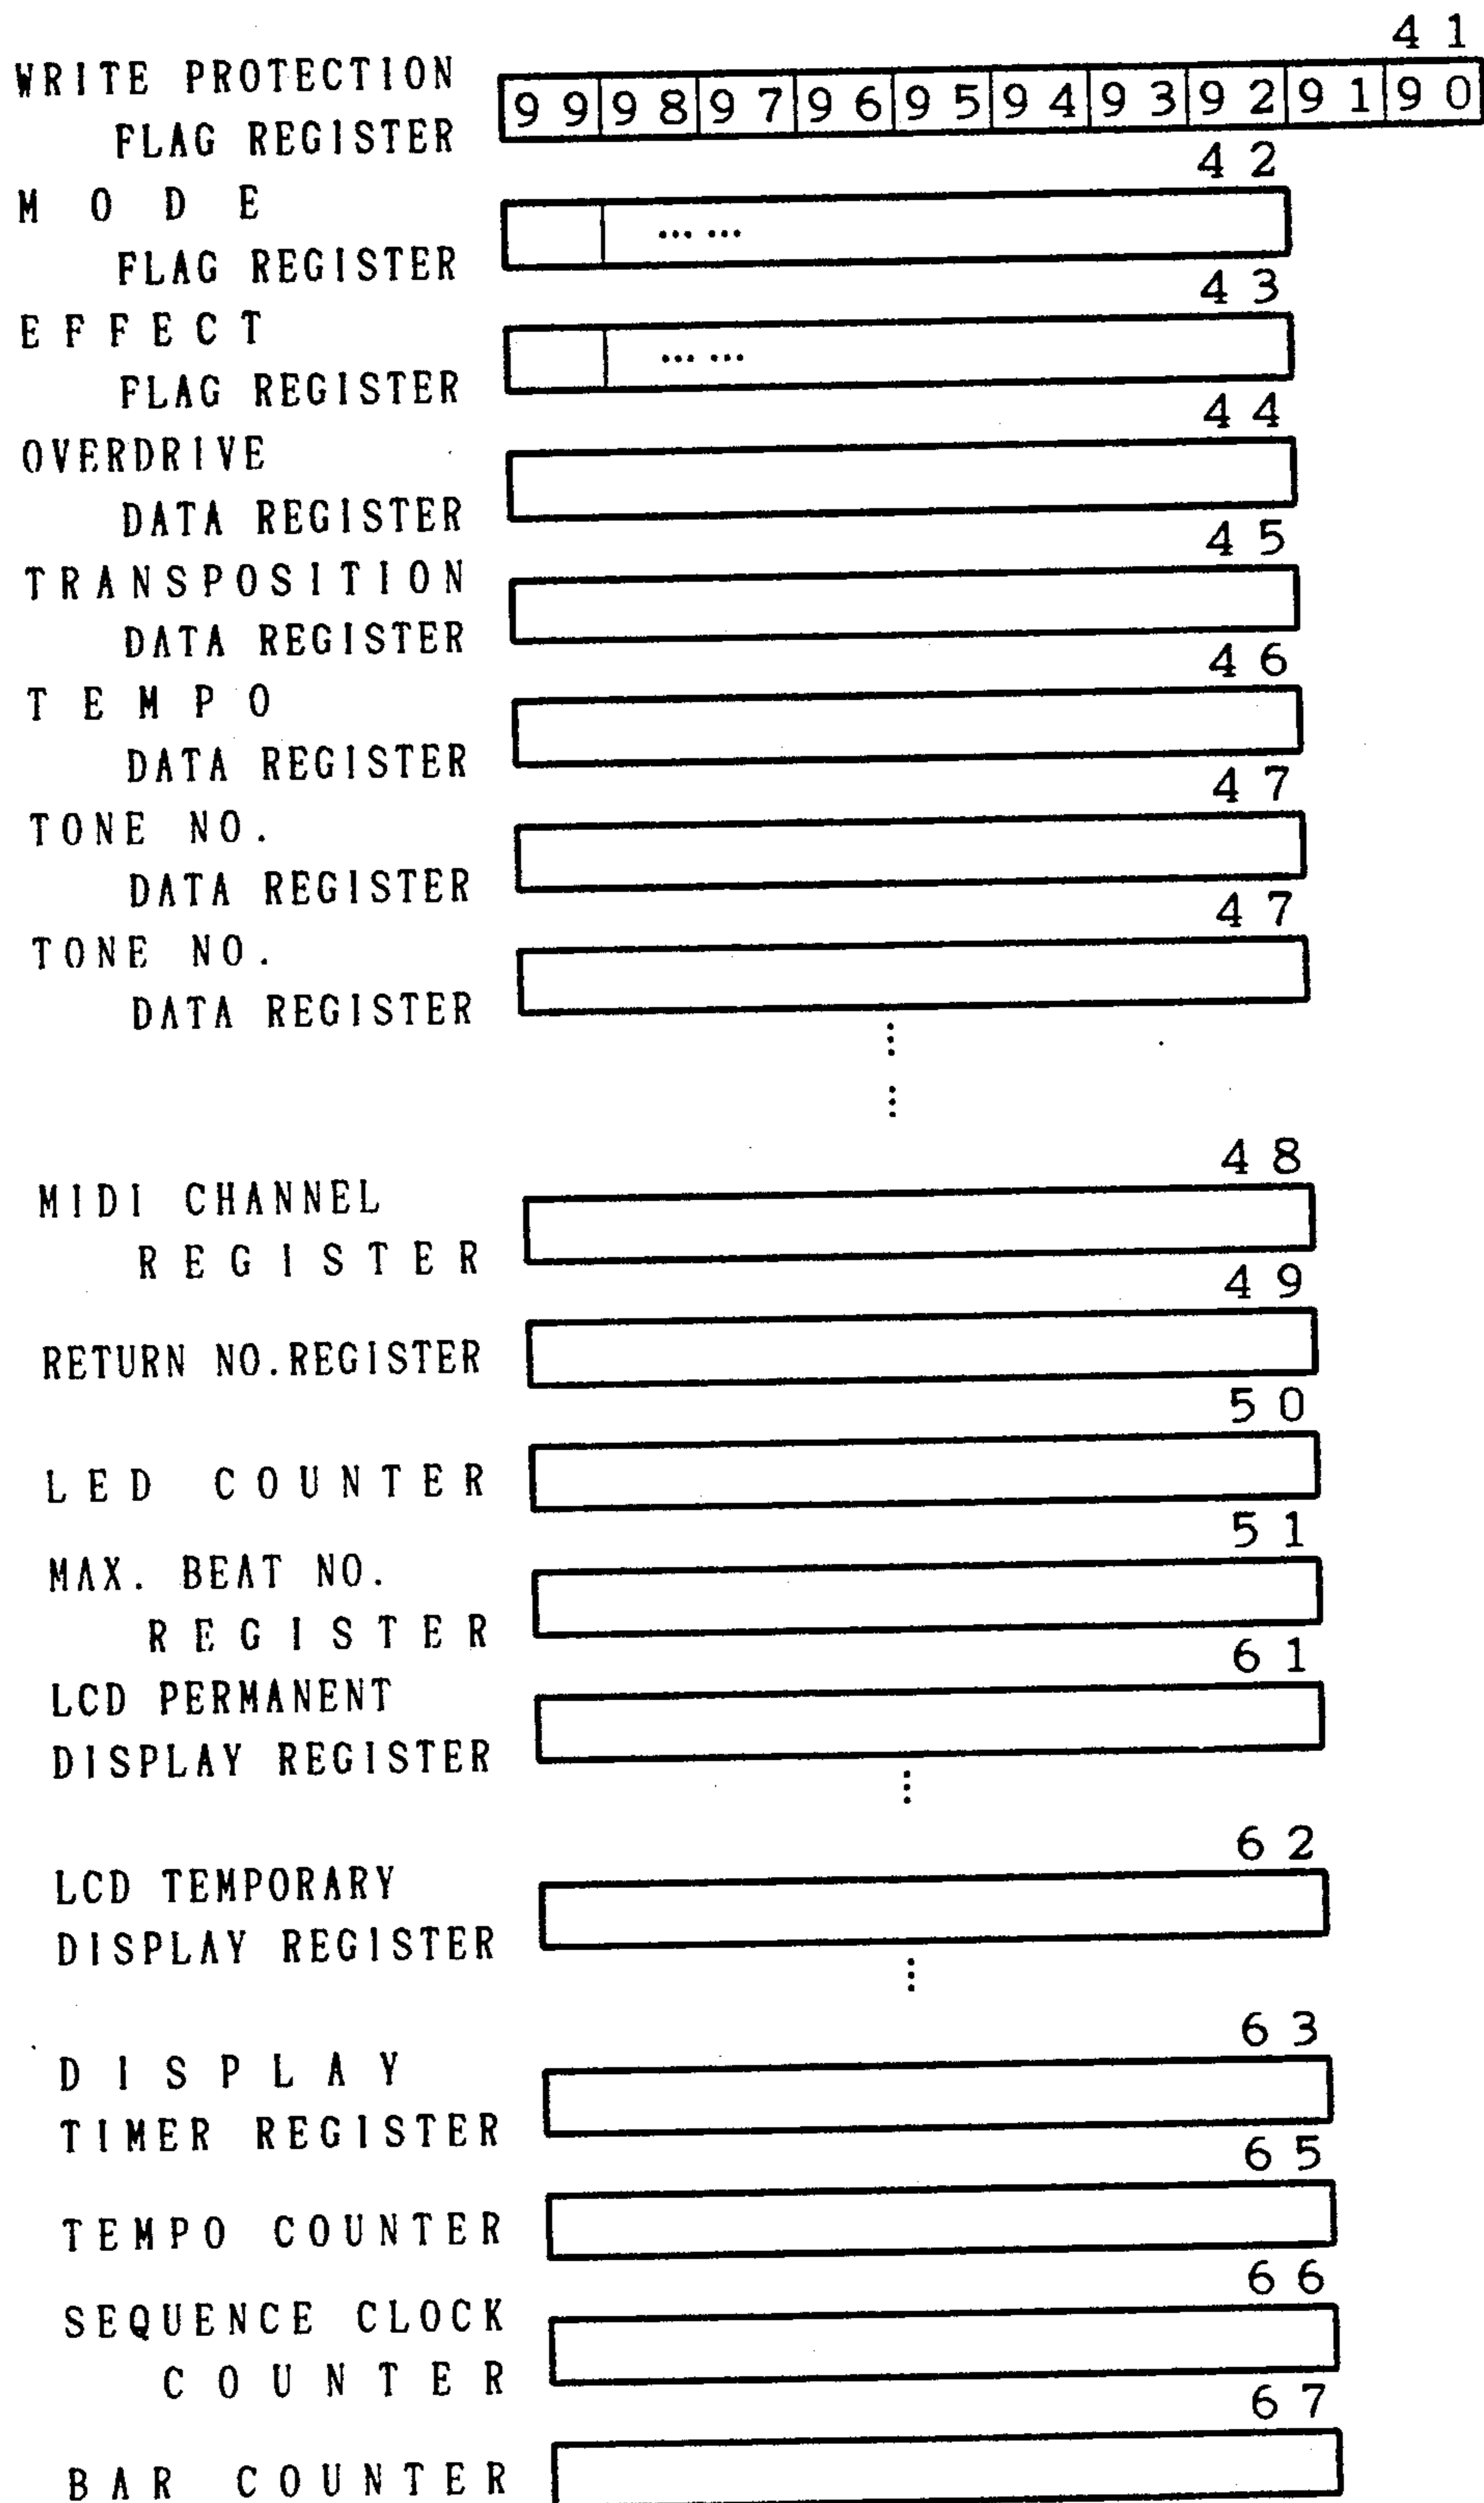 41
WRITE PROTECTION
99 98 97 96 95 94 93 92 91 90
FLAG REGISTER
42
MODE
…… 
FLAG REGISTER
43
EFFECT
……
FLAG REGISTER
44
OVERDRIVE
DATA REGISTER
45
TRANSPOSITION
DATA REGISTER
46
TEMPO
DATA REGISTER
47
TONE NO.
DATA REGISTER
47
TONE NO.
DATA REGISTER
48
MIDI CHANNEL
REGISTER
49
RETURN NO.REGISTER
50
LED COUNTER
51
MAX. BEAT NO.
REGISTER
61
LCD PERMANENT
DISPLAY REGISTER
62
LCD TEMPORARY
DISPLAY REGISTER
63
DISPLAY
TIMER REGISTER
65
TEMPO COUNTER
66
SEQUENCE CLOCK
COUNTER
67
BAR COUNTER